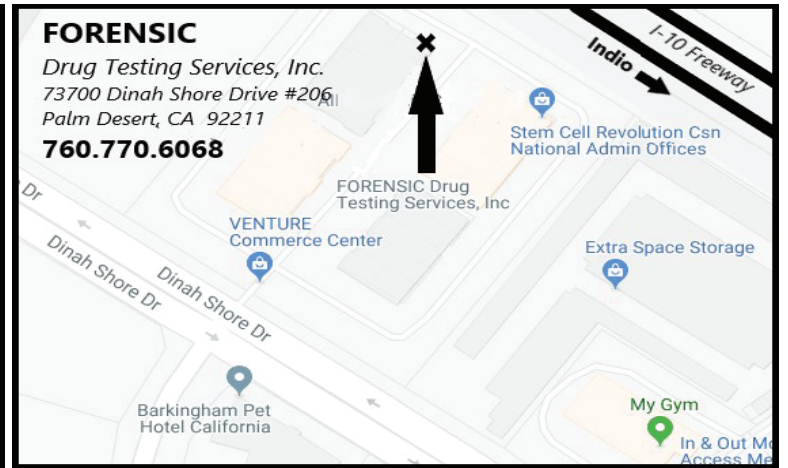 FORENSIC
Drug Testing Services, Inc.
73700 Dinah Shore Drive #206
All
Palm Desert, CA 92211
760.770.6068
I-10 Freeway
Indio
Stem Cell Revolution Csn
National Admin Offices
FORENSIC Drug
Testing Services, Inc
VENTURE
Commerce Center
Extra Space Storage
Dr
Dinah Shore Dr
Dinah Shore Dr
Barkingham Pet
Hotel California
My Gym
In & Out Mo
Access Me